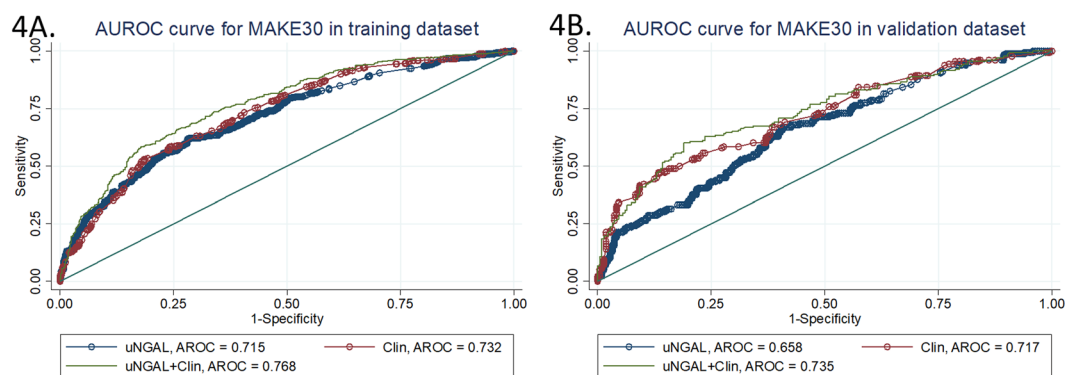 4A.
AUROC curve for MAKE30 in training dataset
Sensitivity
1.00
0.75
0.50
0.25
0.00
0.00 0.25 0.50 0.75 1.00
1-Specificity
uNGAL, AROC = 0.715
Clin, AROC = 0.732
uNGAL+Clin, AROC = 0.768
4B.
AUROC curve for MAKE30 in validation dataset
Sensitivity
1.00
0.75
0.50
0.25
0.00
0.00 0.25 0.50 0.75 1.00
1-Specificity
uNGAL, AROC = 0.658
Clin, AROC = 0.717
uNGAL+Clin, AROC = 0.735